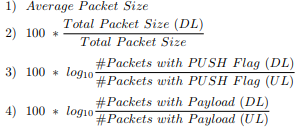 1) Average Packet Size
2) 100 * Total Packet Size (DL) / Total Packet Size
3) 100 * log10 #Packets with PUSH Flag (DL) / #Packets with PUSH Flag (UL)
4) 100 * log10 #Packets with Payload (DL) / #Packets with Payload (UL)